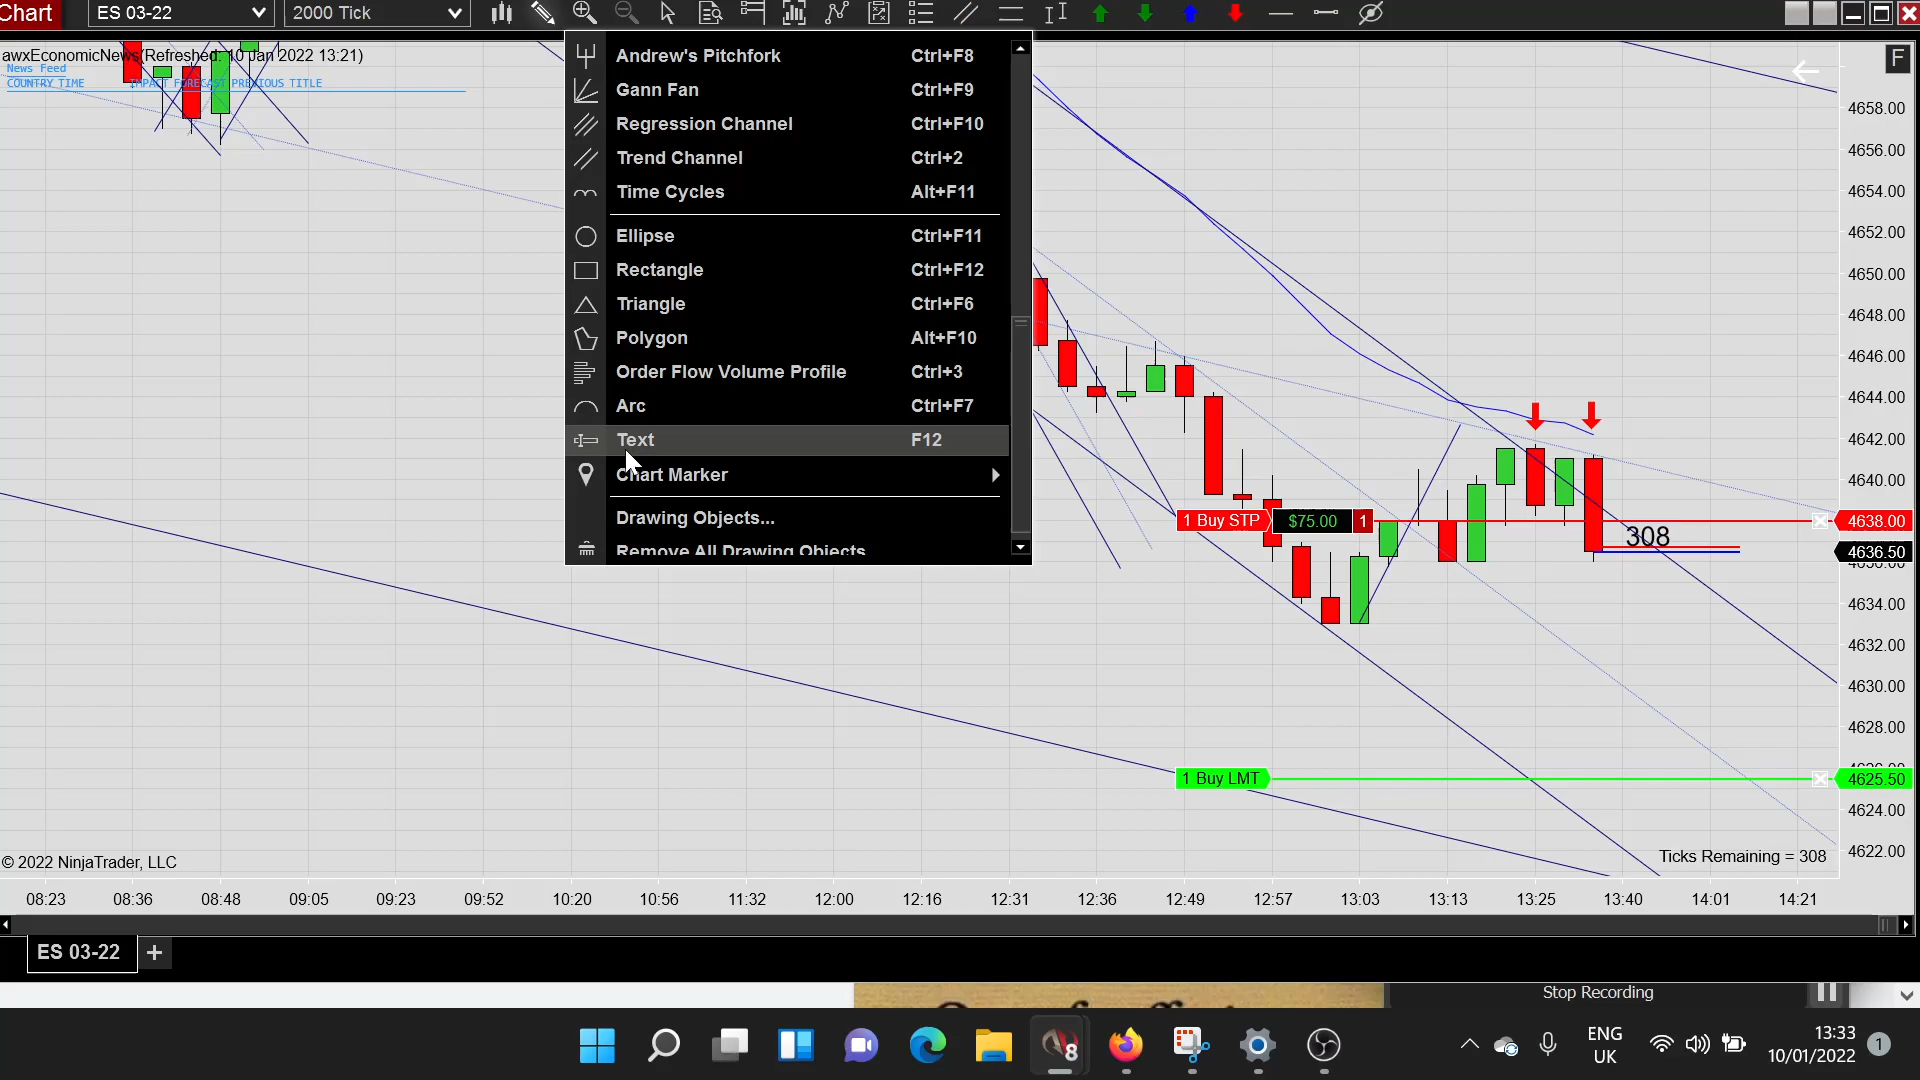 Chart
ES 03-22
2000 Tick
awxEconomicNews(Refreshed: 10 Jan 2022 13:21)
News Feed
COUNTRY TIME IMPACT FORECAST PREVIOUS TITLE
Andrew's Pitchfork Ctrl+F8
Gann Fan Ctrl+F9
Regression Channel Ctrl+F10
Trend Channel Ctrl+2
Time Cycles Alt+F11
Ellipse Ctrl+F11
Rectangle Ctrl+F12
Triangle Ctrl+F6
Polygon Alt+F10
Order Flow Volume Profile Ctrl+3
Arc Ctrl+F7
Text F12
Chart Marker
Drawing Objects...
Remove All Drawing Objects
F
4658.00
4656.00
4654.00
4652.00
4650.00
4648.00
4646.00
4644.00
4642.00
4640.00
1 Buy STP $75.00 1
4638.00
308
4636.50
4634.00
4632.00
4630.00
4628.00
1 Buy LMT
4625.50
4624.00
4622.00
© 2022 NinjaTrader, LLC
Ticks Remaining = 308
08:23 08:36 08:48 09:05 09:23 09:52 10:20 10:56 11:32 12:00 12:16 12:31 12:36 12:49 12:57 13:03 13:13 13:25 13:40 14:01 14:21
ES 03-22 +
Stop Recording
8
ENG
UK
13:33
10/01/2022
1